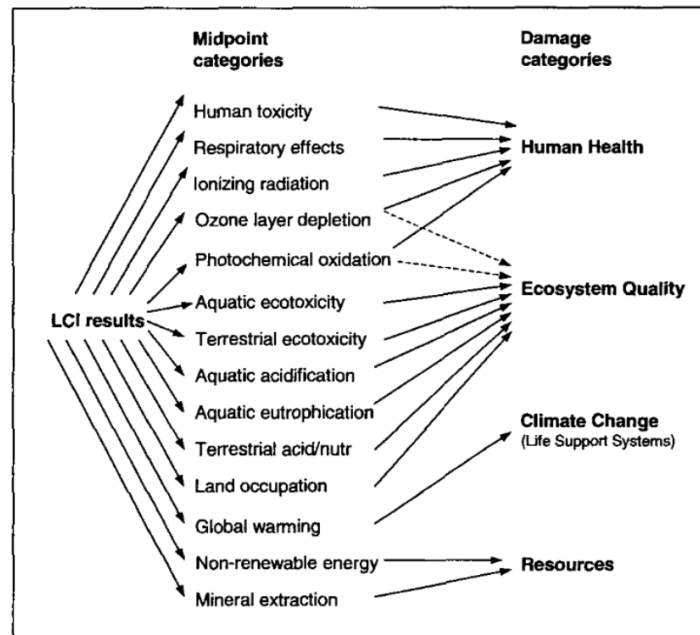 Midpoint categories
Damage categories
Human toxicity
Respiratory effects
Human Health
Ionizing radiation
Ozone layer depletion
Photochemical oxidation
Ecosystem Quality
Aquatic ecotoxicity
LCI results
Terrestrial ecotoxicity
Aquatic acidification
Aquatic eutrophication
Climate Change
(Life Support Systems)
Terrestrial acid/nutr
Land occupation
Global warming
Non-renewable energy
Resources
Mineral extraction